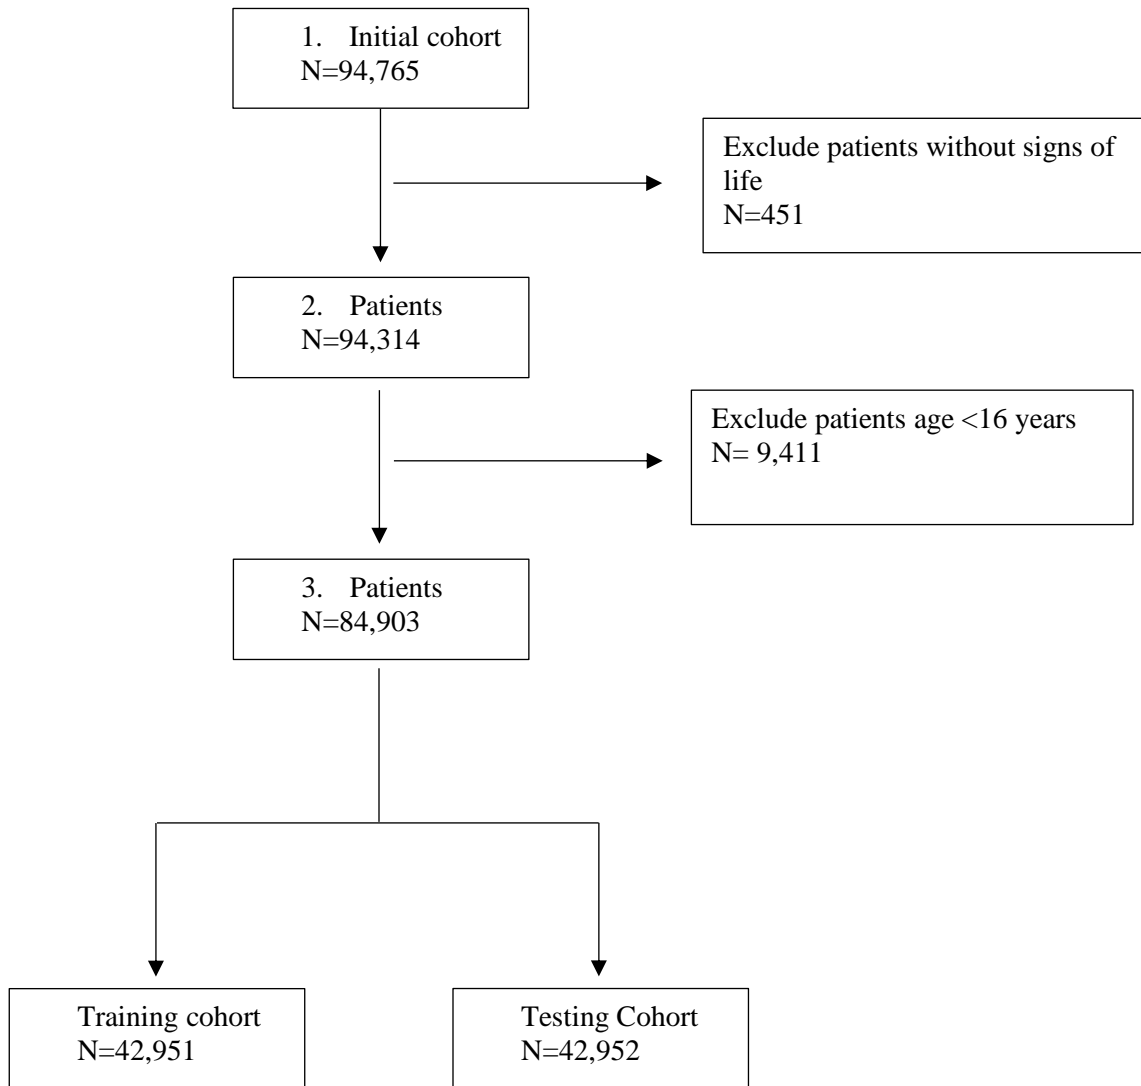 1. Initial cohort
N=94,765
Exclude patients without signs of
life
N=451
2. Patients
N=94,314
Exclude patients age <16 years
N= 9,411
3. Patients
N=84,903
Training cohort
N=42,951
Testing Cohort
N=42,952